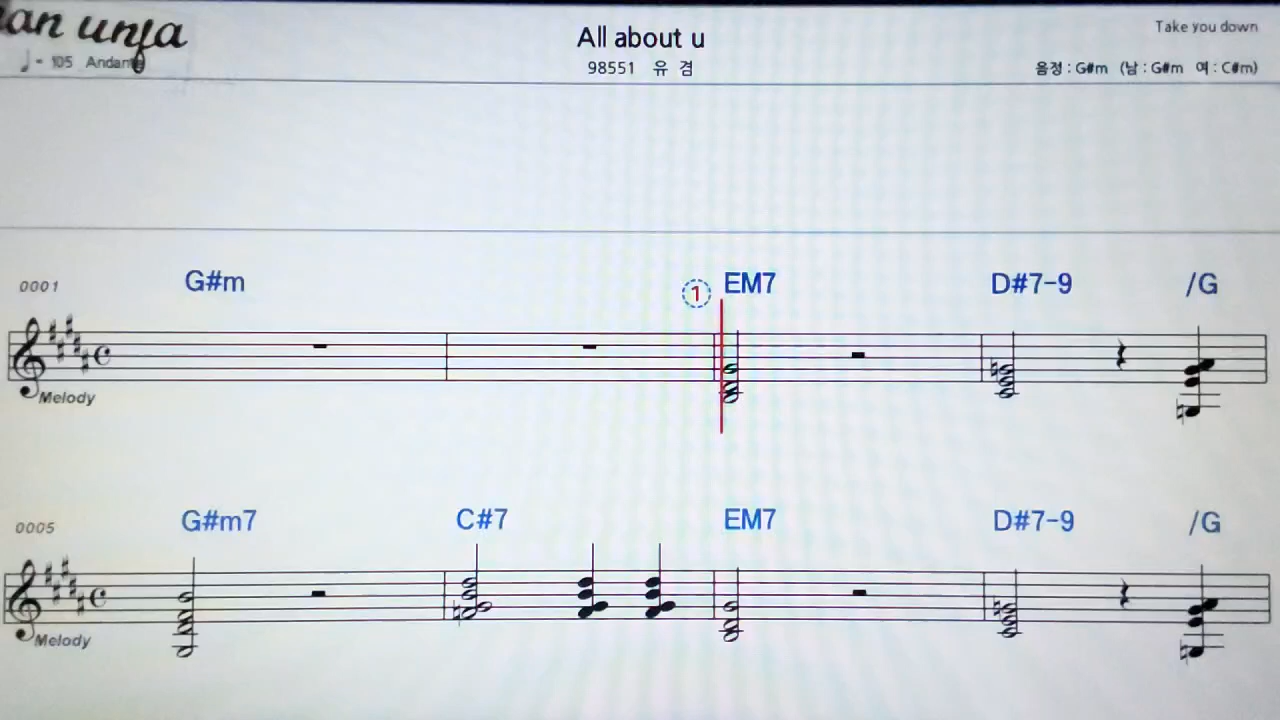 All about u
Take you down
♩= 105 Andante
98551 유 겸
음정 : G#m (남 : G#m 여 : C#m)
0001 G#m ① EM7 D#7-9 /G
Melody
0005 G#m7 C#7 EM7 D#7-9 /G
Melody